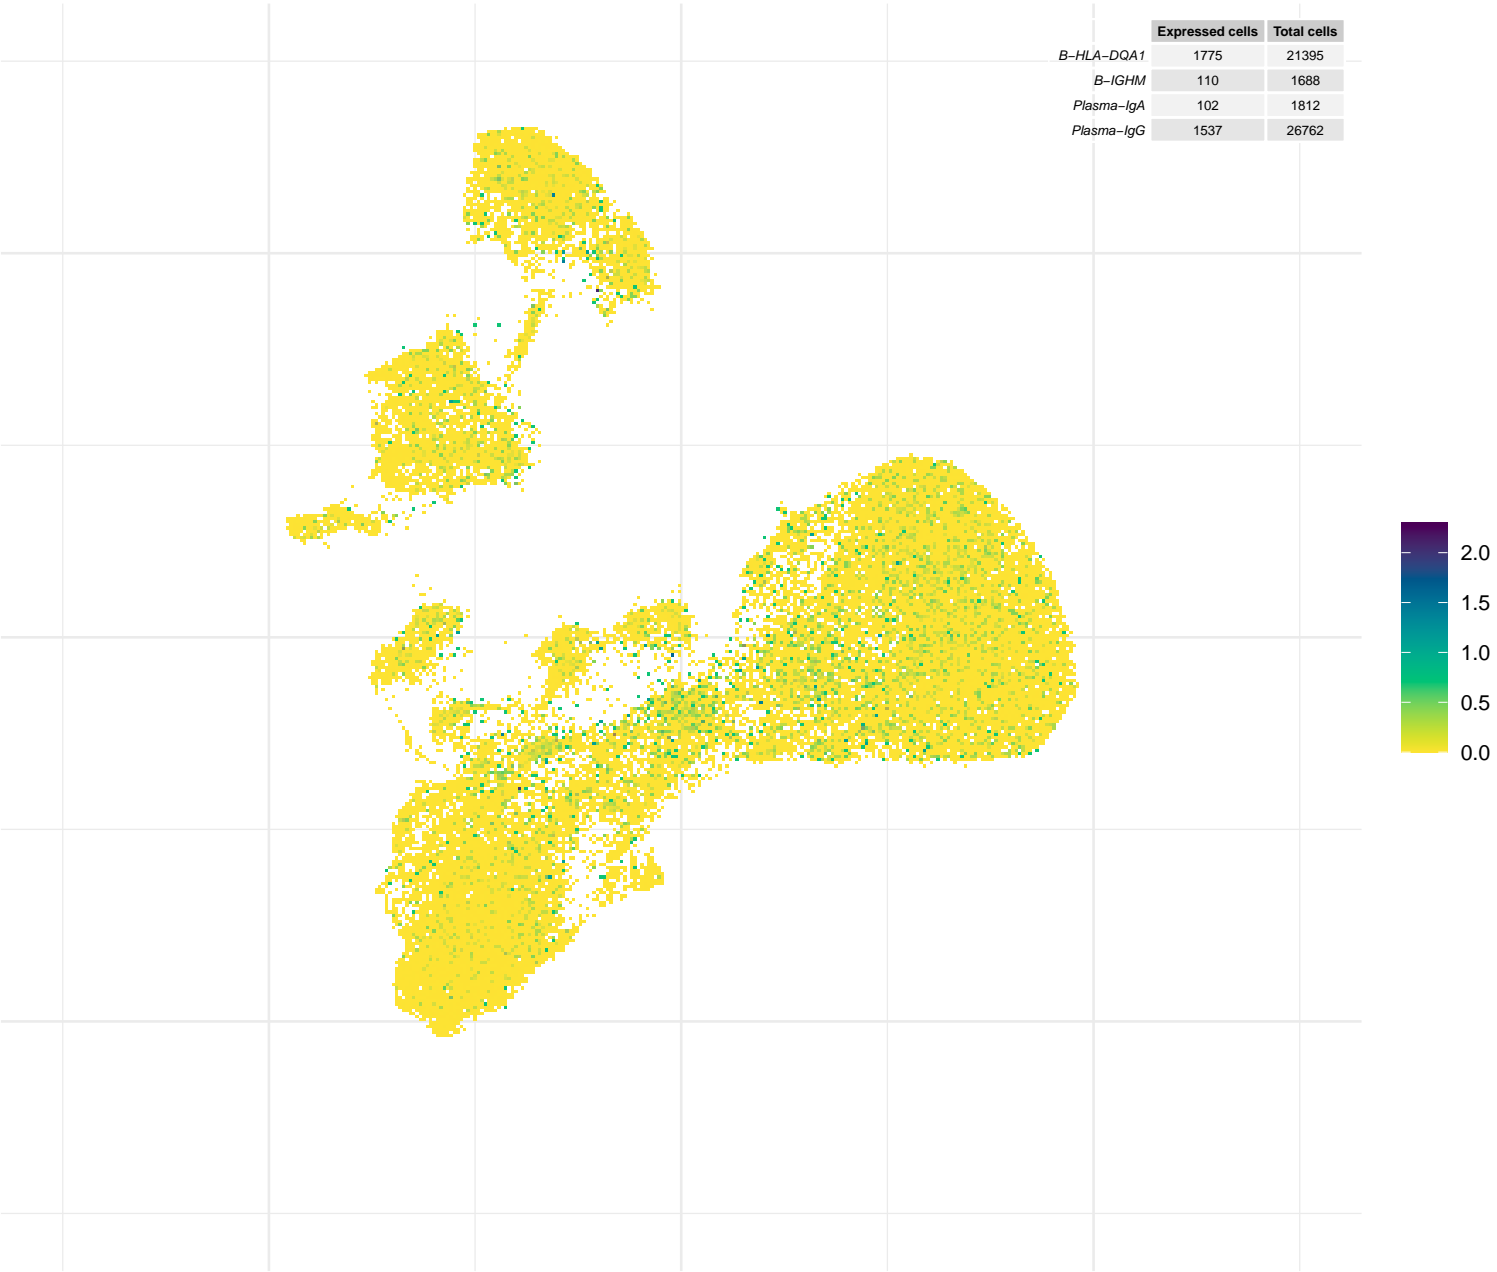 Expressed cells Total cells
B–HLA–DQA1 1775 21395
B–IGHM 110 1688
Plasma–IgA 102 1812
Plasma–IgG 1537 26762
2.0
1.5
1.0
0.5
0.0